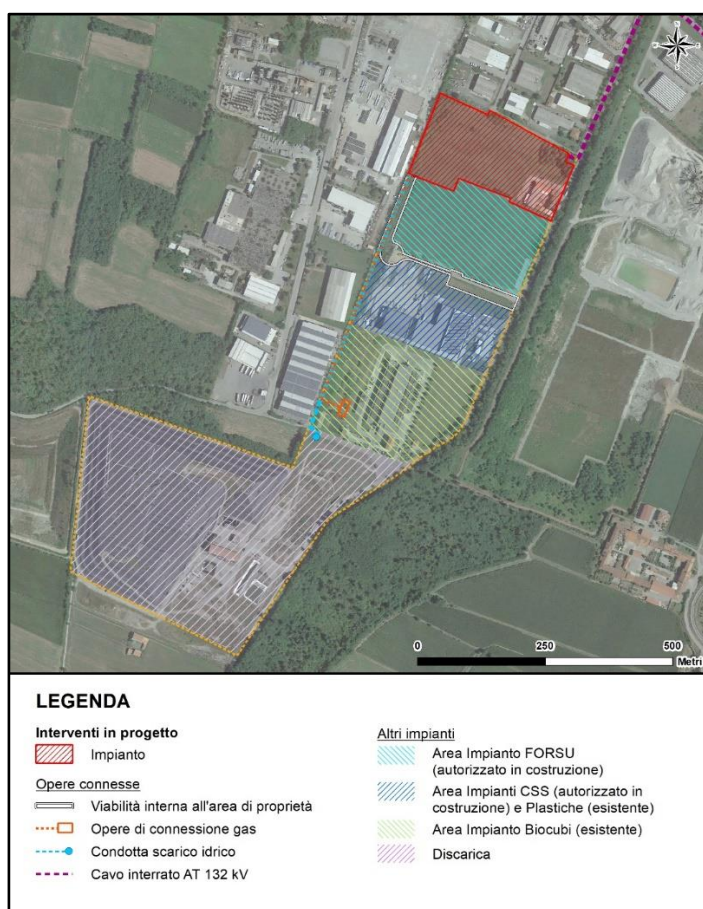 0 250 500
Metri
LEGENDA
Interventi in progetto
Impianto
Opere connesse
Viabilità interna all'area di proprietà
Opere di connessione gas
Condotta scarico idrico
Cavo interrato AT 132 kV
Altri impianti
Area Impianto FORSU
(autorizzato in costruzione)
Area Impianti CSS (autorizzato in
costruzione) e Plastiche (esistente)
Area Impianto Biocubi (esistente)
Discarica